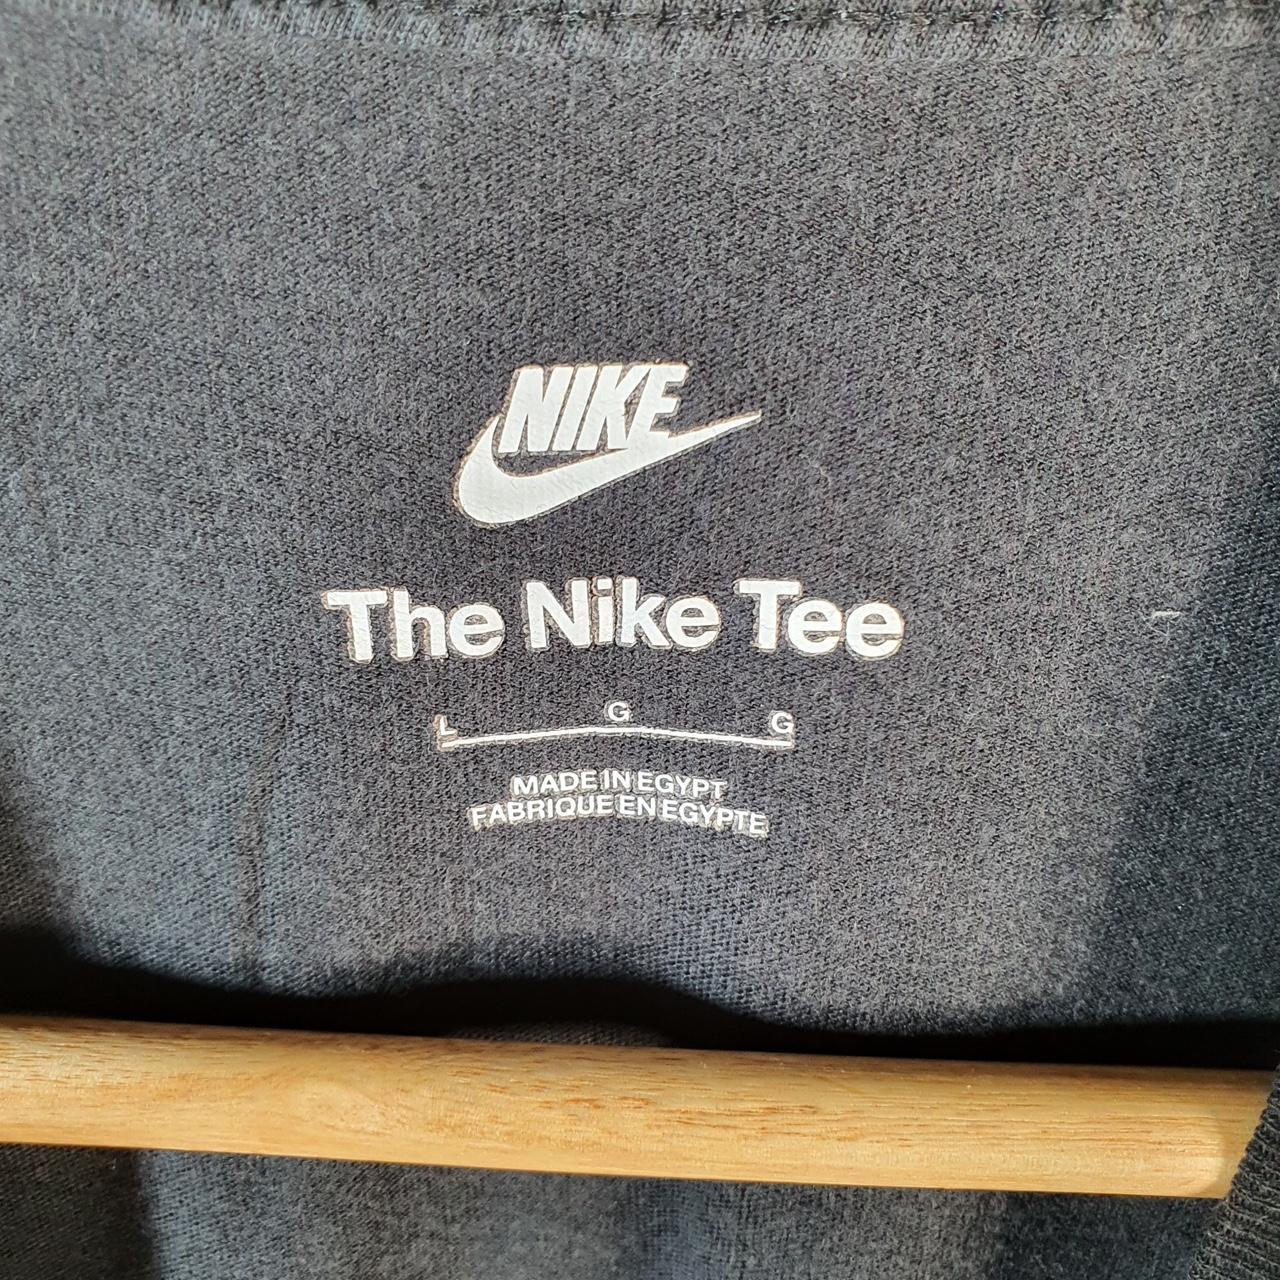 NIKE
The Nike Tee
L G G
MADE IN EGYPT
FABRIQUE EN EGYPTE